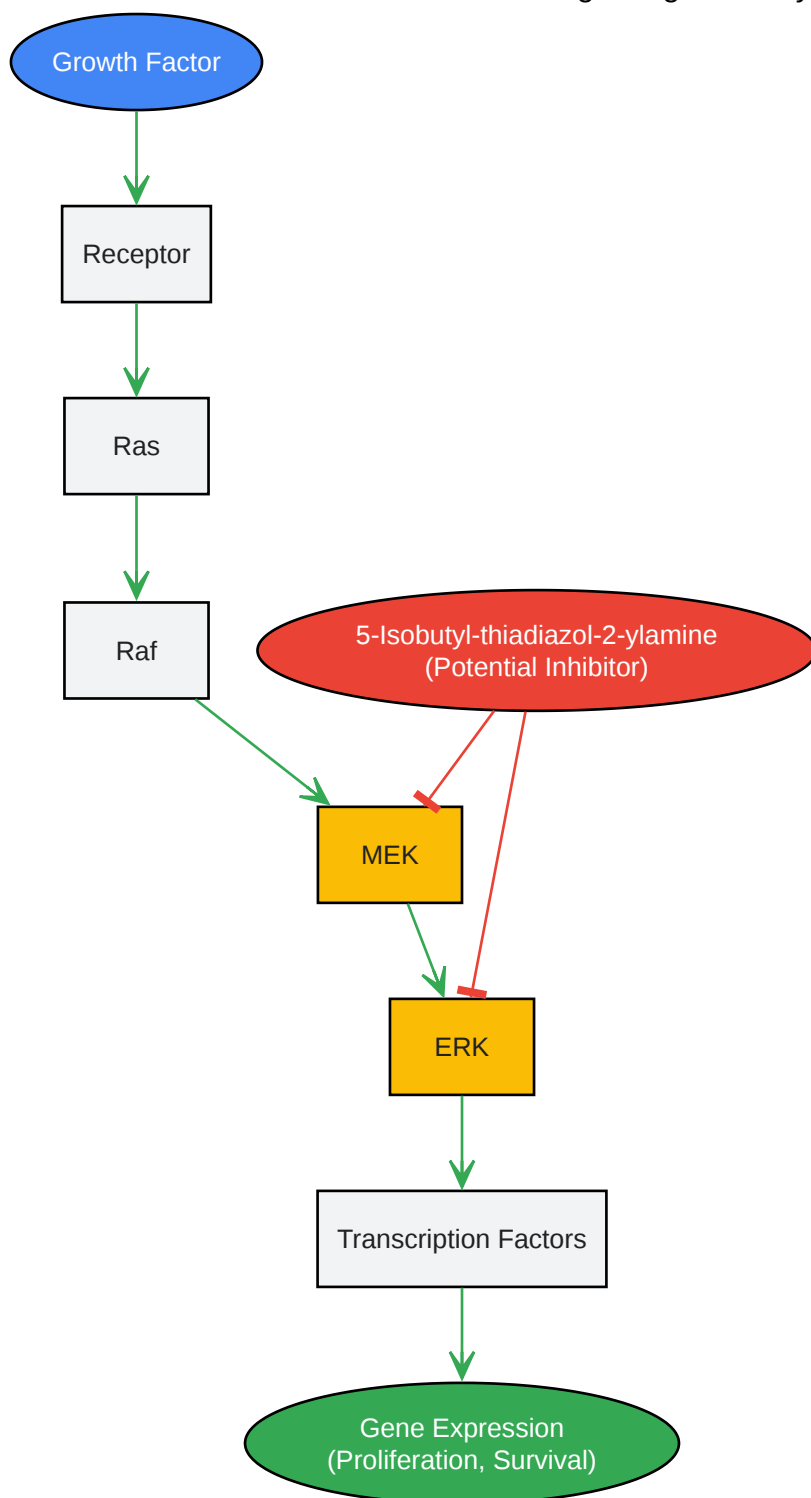 Growth Factor
Receptor
Ras
Raf
5-Isobutyl-thiadiazol-2-ylamine
(Potential Inhibitor)
MEK
ERK
Transcription Factors
Gene Expression
(Proliferation, Survival)